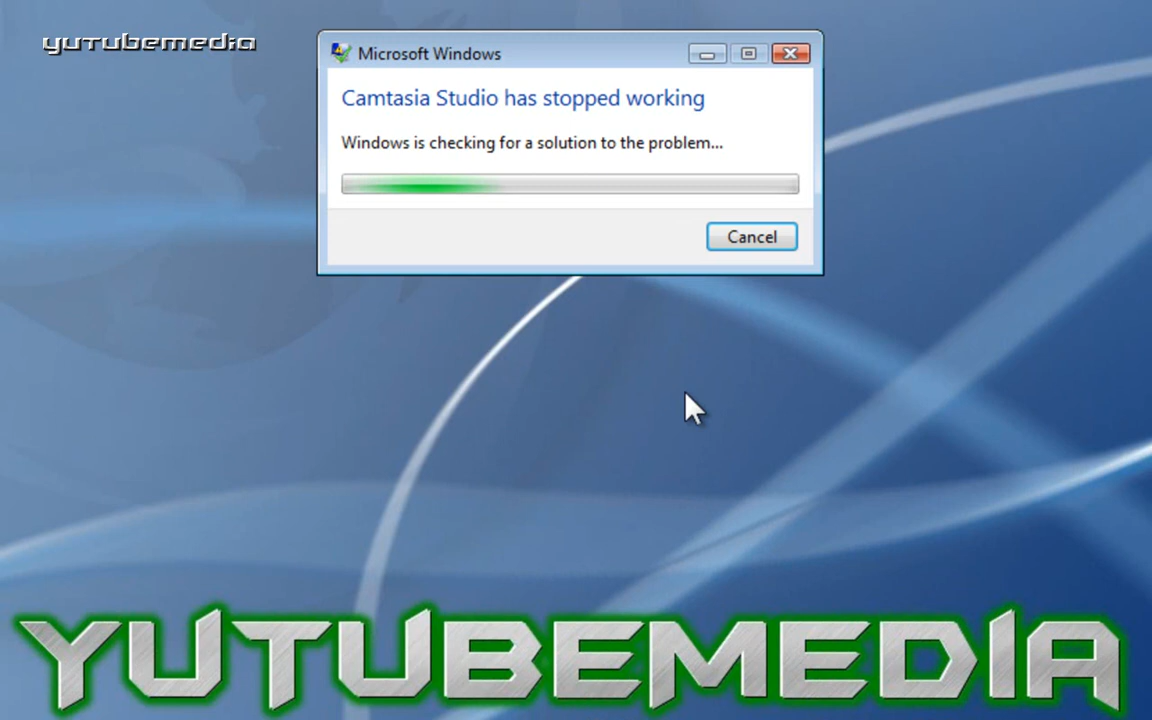 yutubemedia
Microsoft Windows
Camtasia Studio has stopped working
Windows is checking for a solution to the problem...
Cancel
YUTUBEMEDIA